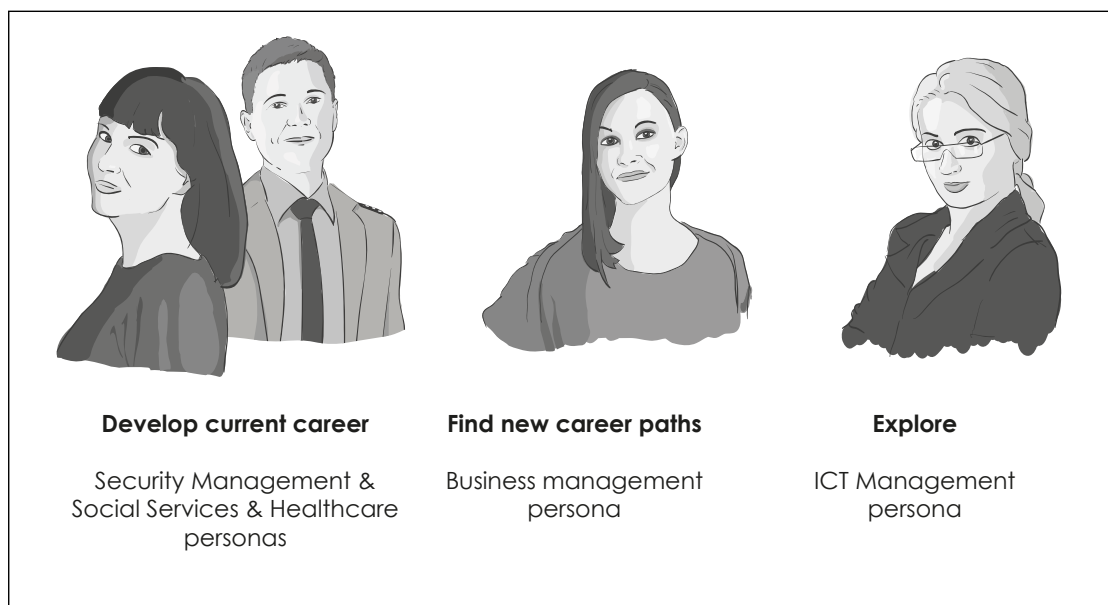 Develop current career
Security Management &
Social Services & Healthcare
personas
Find new career paths
Business management
persona
Explore
ICT Management
persona